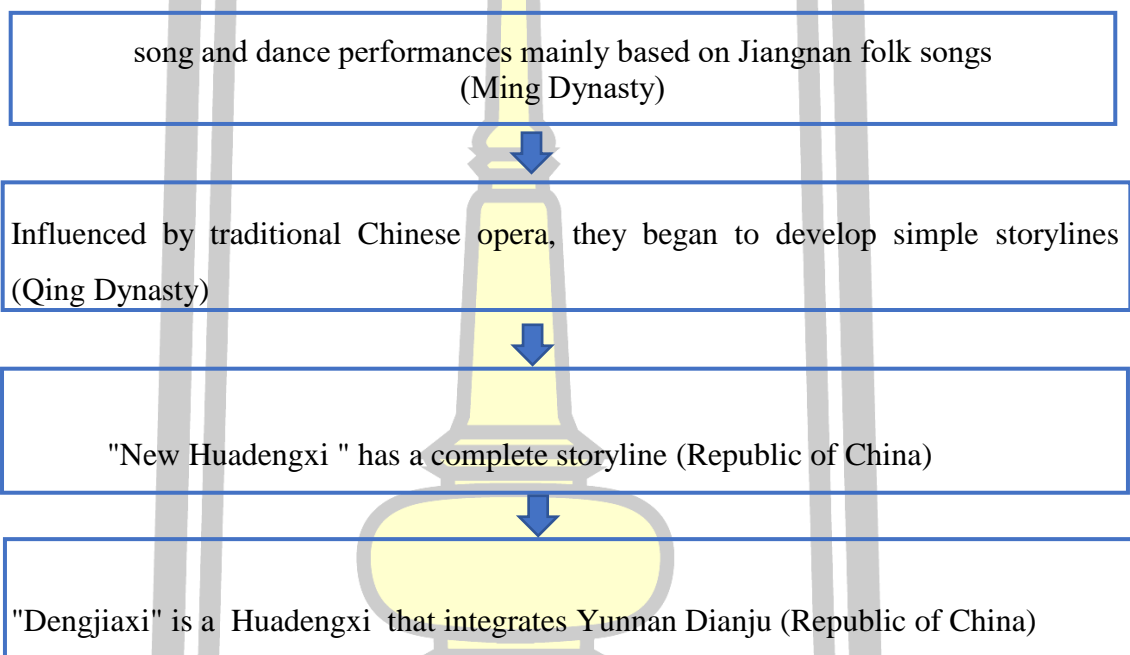 song and dance performances mainly based on Jiangnan folk songs
(Ming Dynasty)
Influenced by traditional Chinese opera, they began to develop simple storylines
(Qing Dynasty)
"New Huadengxi " has a complete storyline (Republic of China)
"Dengjiaxi" is a Huadengxi that integrates Yunnan Dianju (Republic of China)